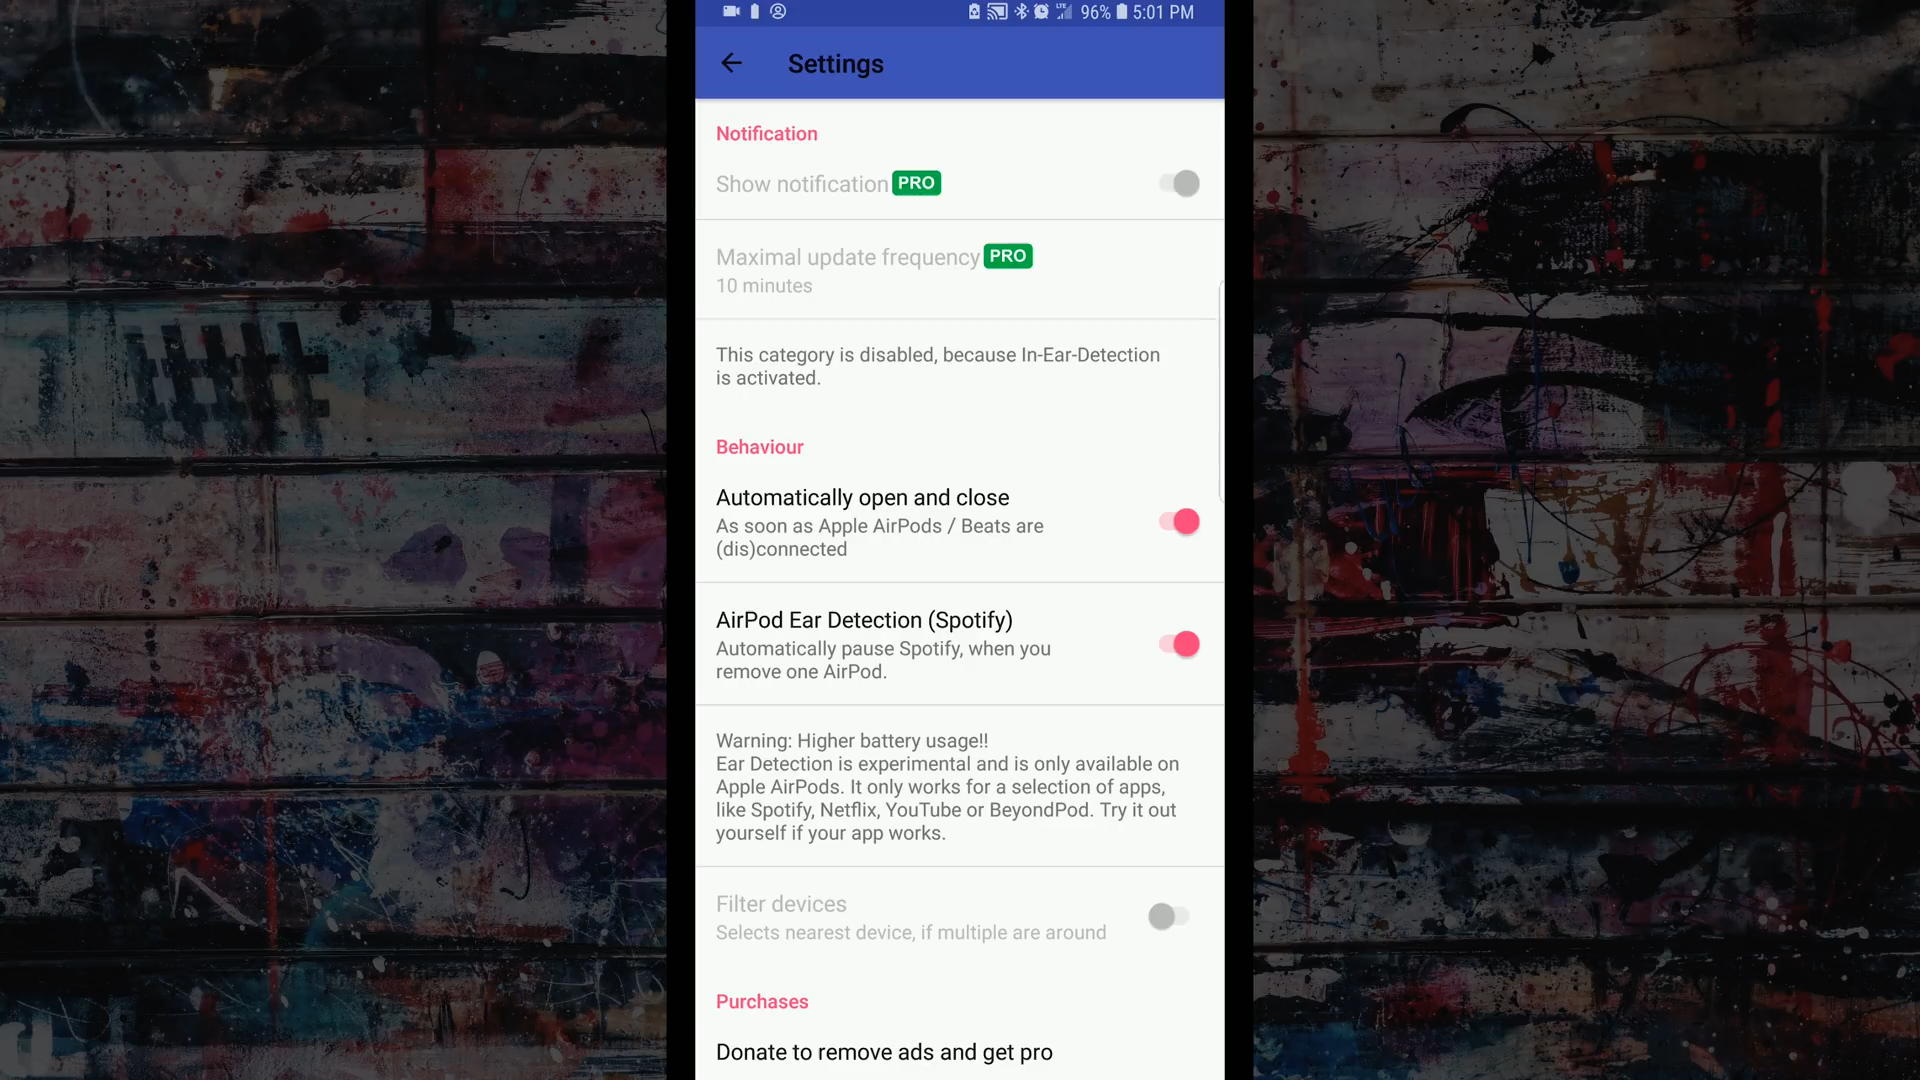 LTE 96% 5:01 PM
Settings
Notification
Show notification PRO
Maximal update frequency PRO
10 minutes
This category is disabled, because In-Ear-Detection
is activated.
Behaviour
Automatically open and close
As soon as Apple AirPods / Beats are
(dis)connected
AirPod Ear Detection (Spotify)
Automatically pause Spotify, when you
remove one AirPod.
Warning: Higher battery usage!!
Ear Detection is experimental and is only available on
Apple AirPods. It only works for a selection of apps,
like Spotify, Netflix, YouTube or BeyondPod. Try it out
yourself if your app works.
Filter devices
Selects nearest device, if multiple are around
Purchases
Donate to remove ads and get pro